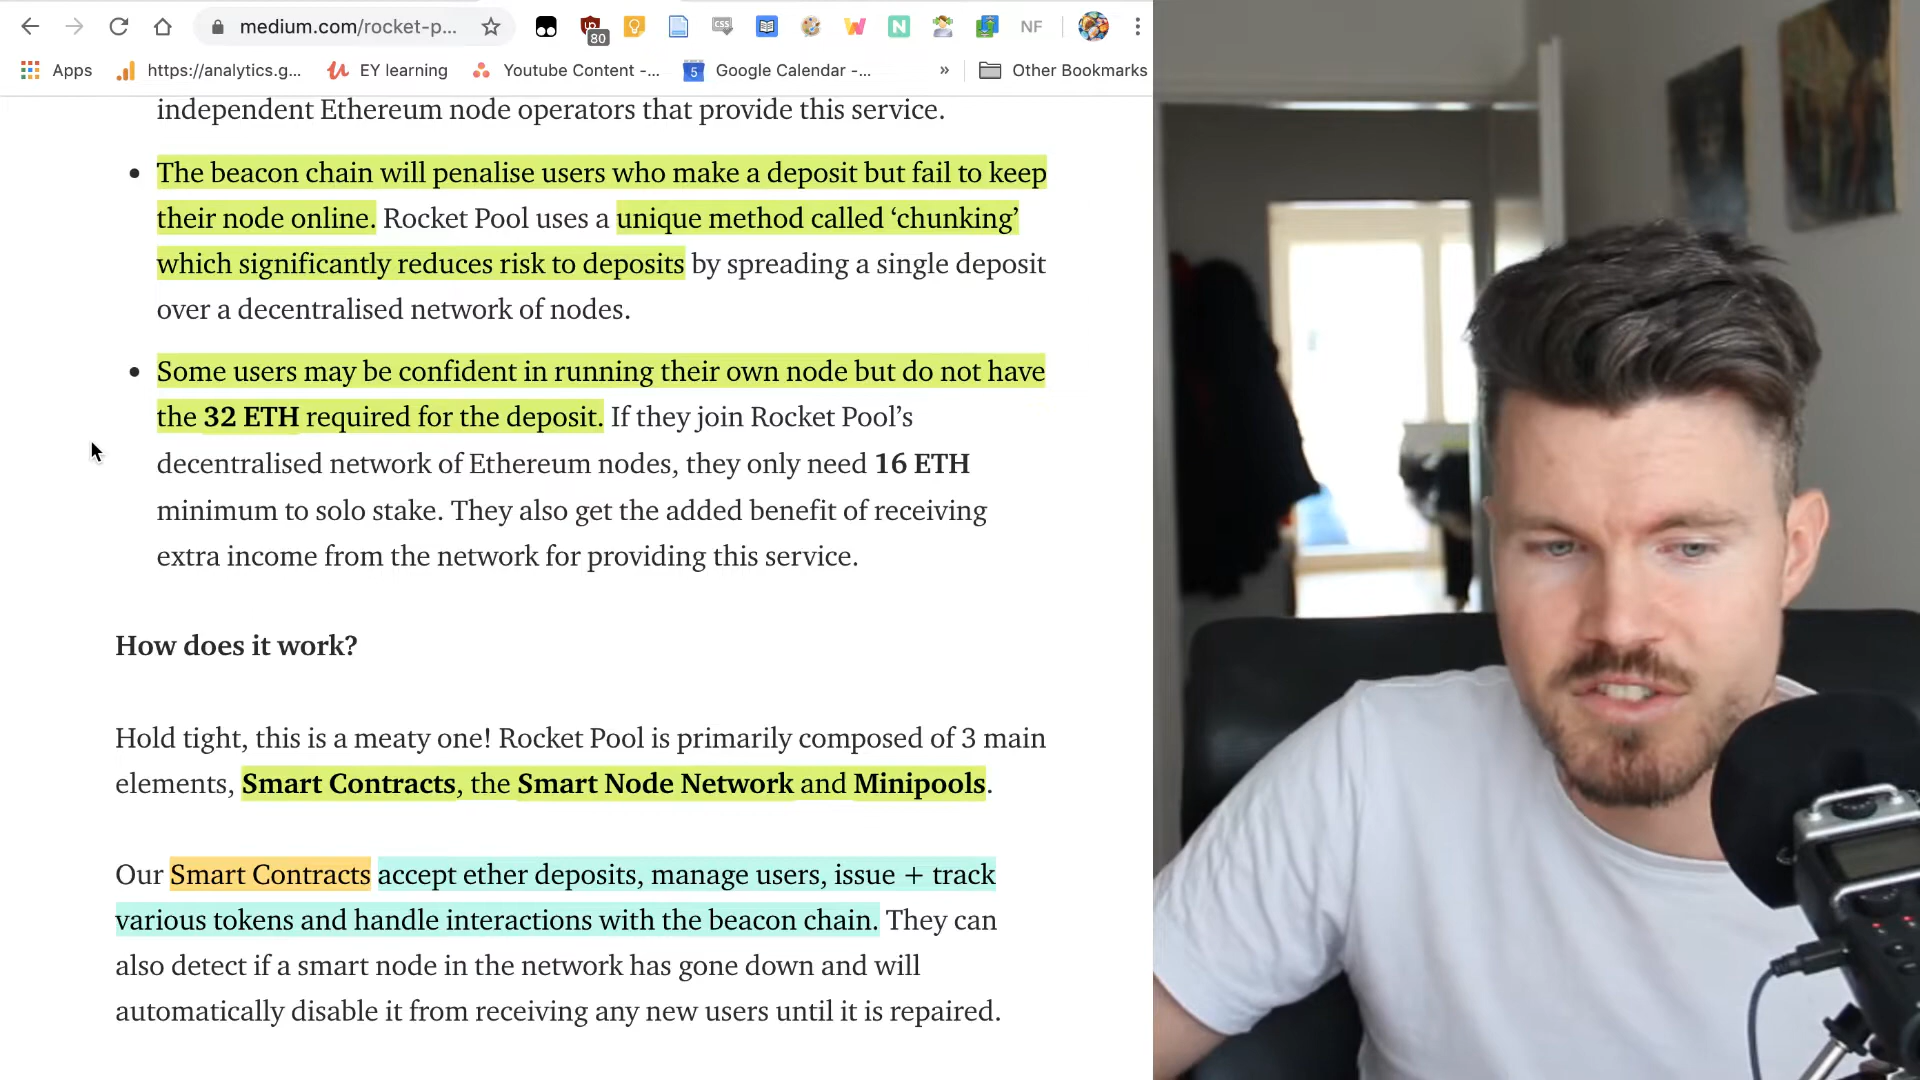 medium.com/rocket-p...
80
CSS
NF
Apps
https://analytics.g...
EY learning
Youtube Content -...
5
Google Calendar -...
»
Other Bookmarks
independent Ethereum node operators that provide this service.
• The beacon chain will penalise users who make a deposit but fail to keep
their node online. Rocket Pool uses a unique method called ‘chunking’
which significantly reduces risk to deposits by spreading a single deposit
over a decentralised network of nodes.
• Some users may be confident in running their own node but do not have
the 32 ETH required for the deposit. If they join Rocket Pool’s
decentralised network of Ethereum nodes, they only need 16 ETH
minimum to solo stake. They also get the added benefit of receiving
extra income from the network for providing this service.
How does it work?
Hold tight, this is a meaty one! Rocket Pool is primarily composed of 3 main
elements, Smart Contracts, the Smart Node Network and Minipools.
Our Smart Contracts accept ether deposits, manage users, issue + track
various tokens and handle interactions with the beacon chain. They can
also detect if a smart node in the network has gone down and will
automatically disable it from receiving any new users until it is repaired.